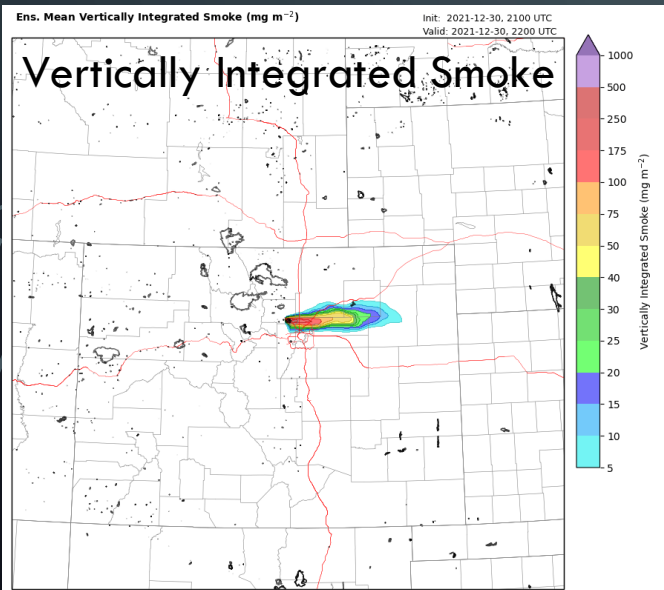 Ens. Mean Vertically Integrated Smoke (mg m⁻²)
Init: 2021-12-30, 2100 UTC
Valid: 2021-12-30, 2200 UTC
Vertically Integrated Smoke
1000
500
250
175
100
75
50
40
30
25
20
15
10
5
Vertically Integrated Smoke (mg m⁻²)